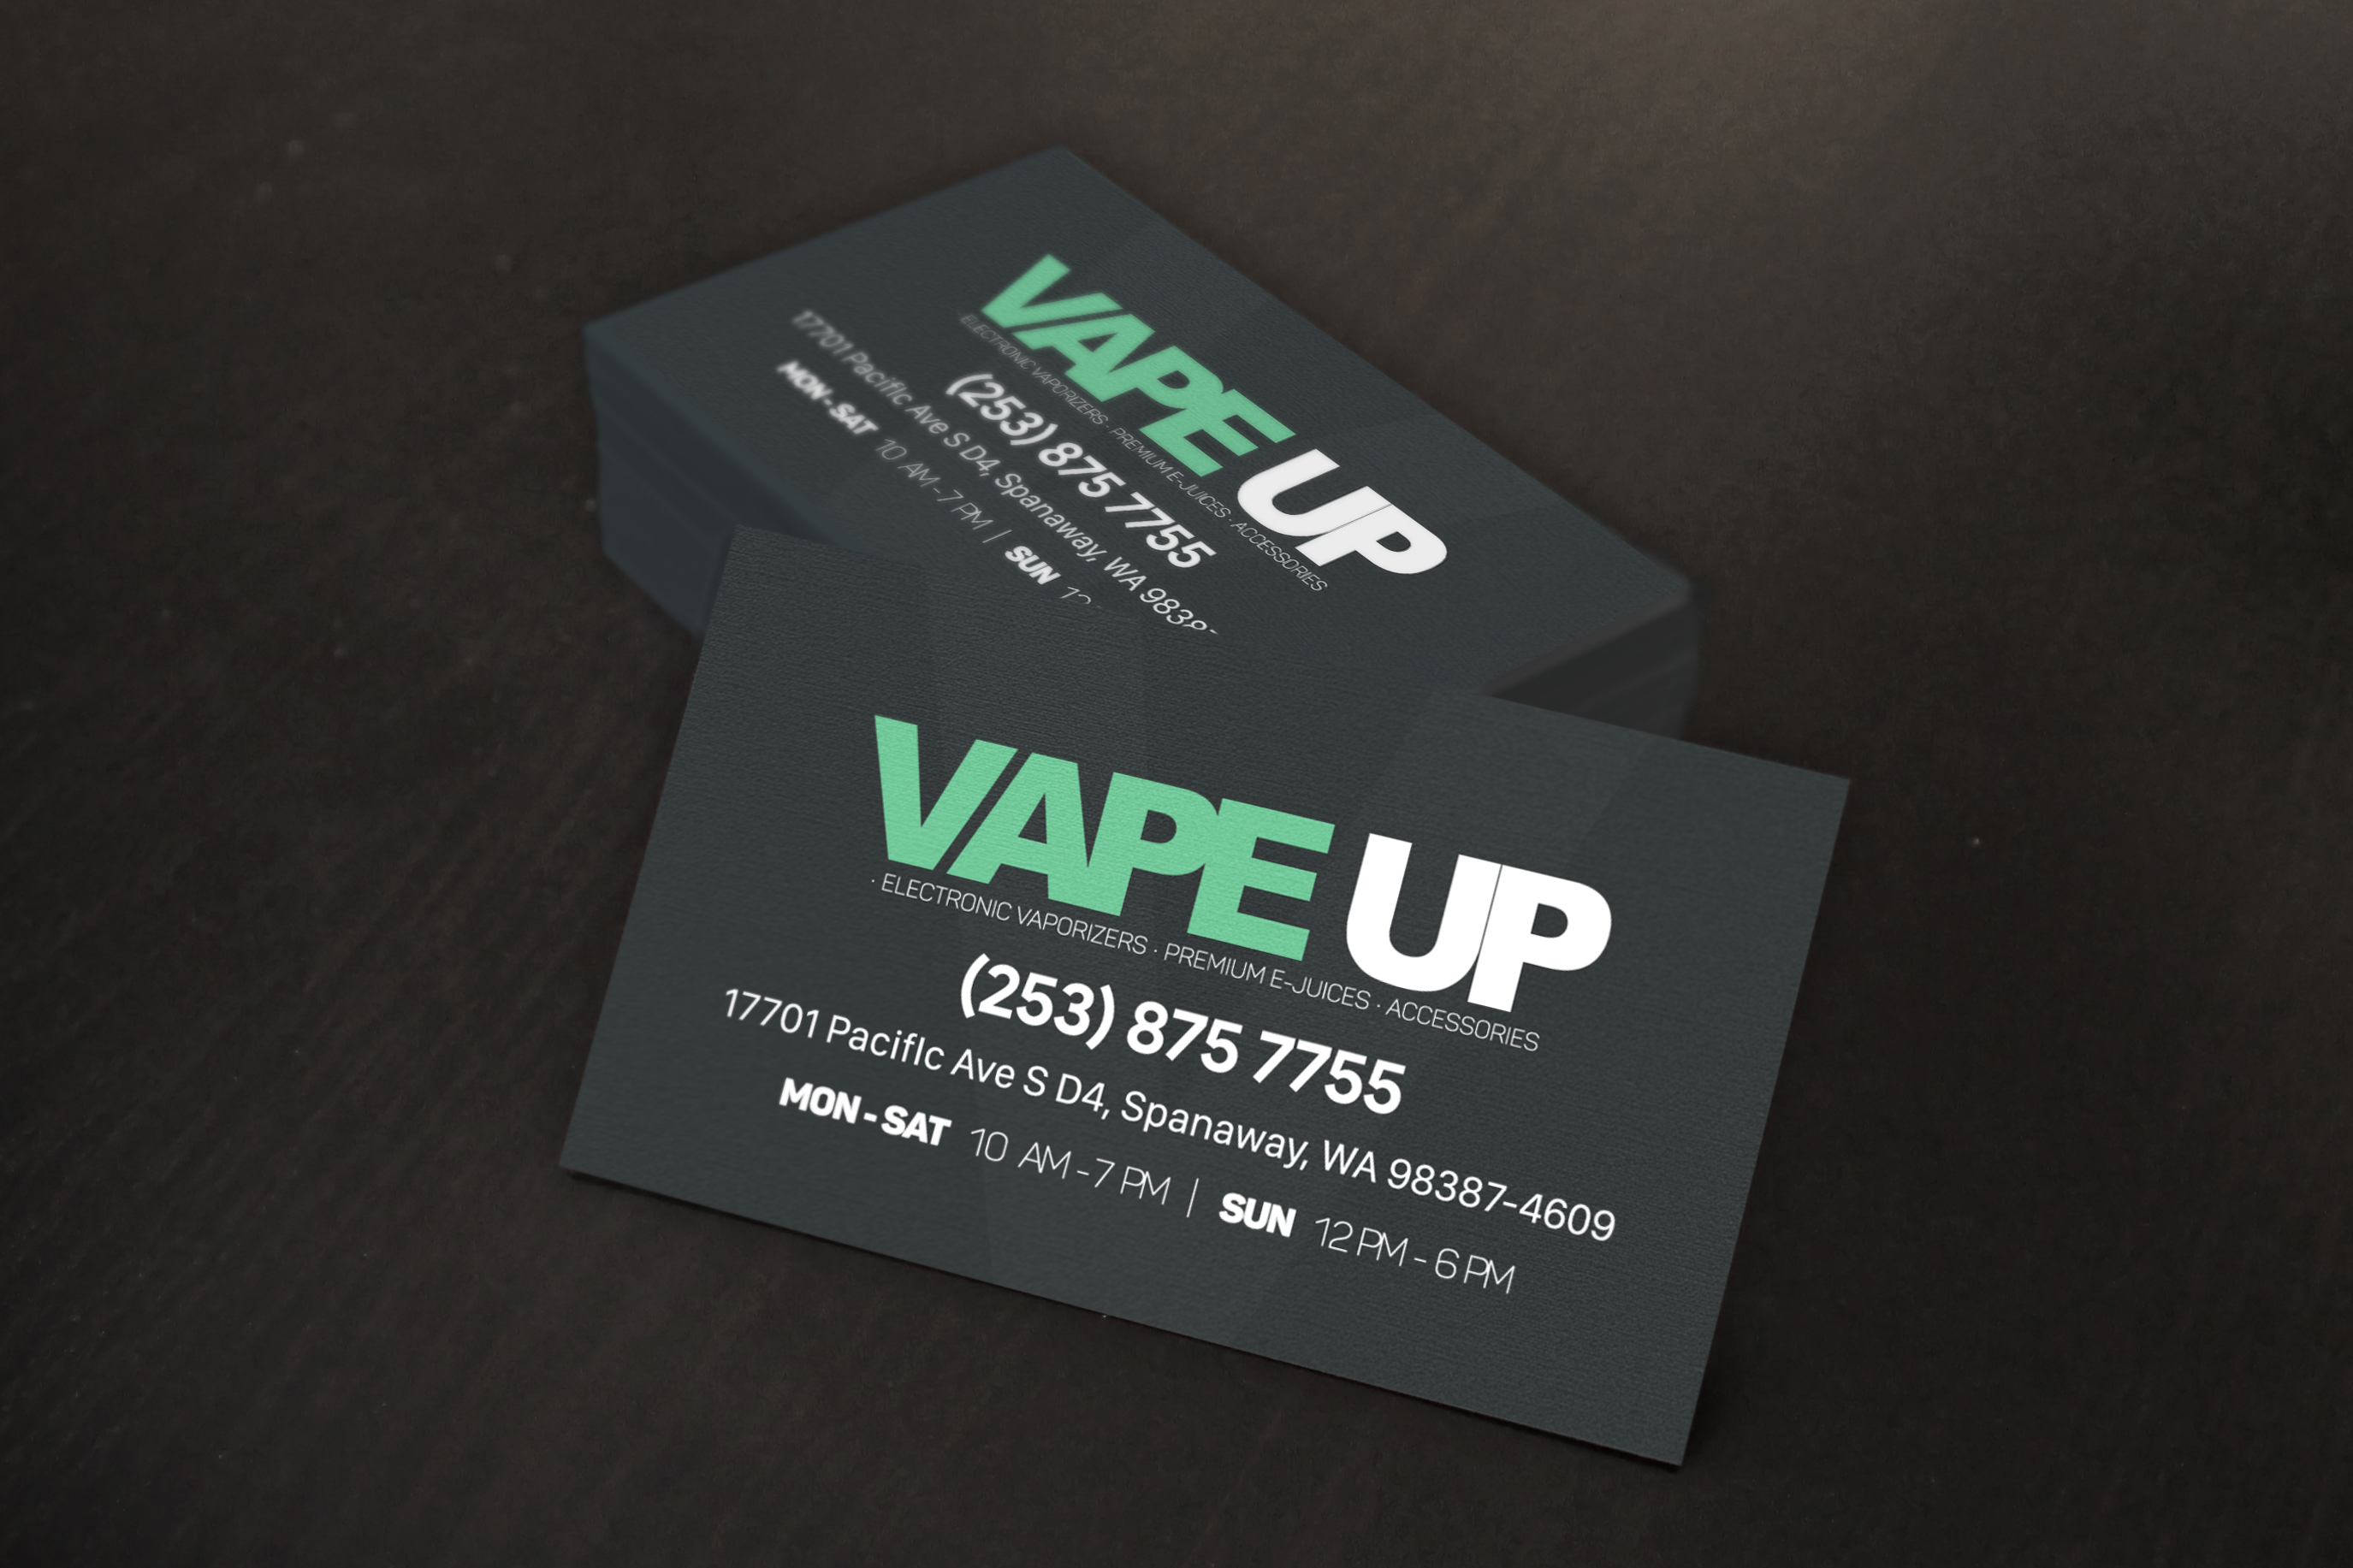 VAPE UP
· ELECTRONIC VAPORIZERS · PREMIUM E-JUICES · ACCESSORIES
(253) 875 7755
17701 Pacific Ave S D4, Spanaway, WA 98387
MON - SAT 10 AM - 7 PM | SUN 12
VAPE UP
· ELECTRONIC VAPORIZERS · PREMIUM E-JUICES · ACCESSORIES
(253) 875 7755
17701 Pacific Ave S D4, Spanaway, WA 98387-4609
MON - SAT 10 AM - 7 PM | SUN 12 PM - 6 PM